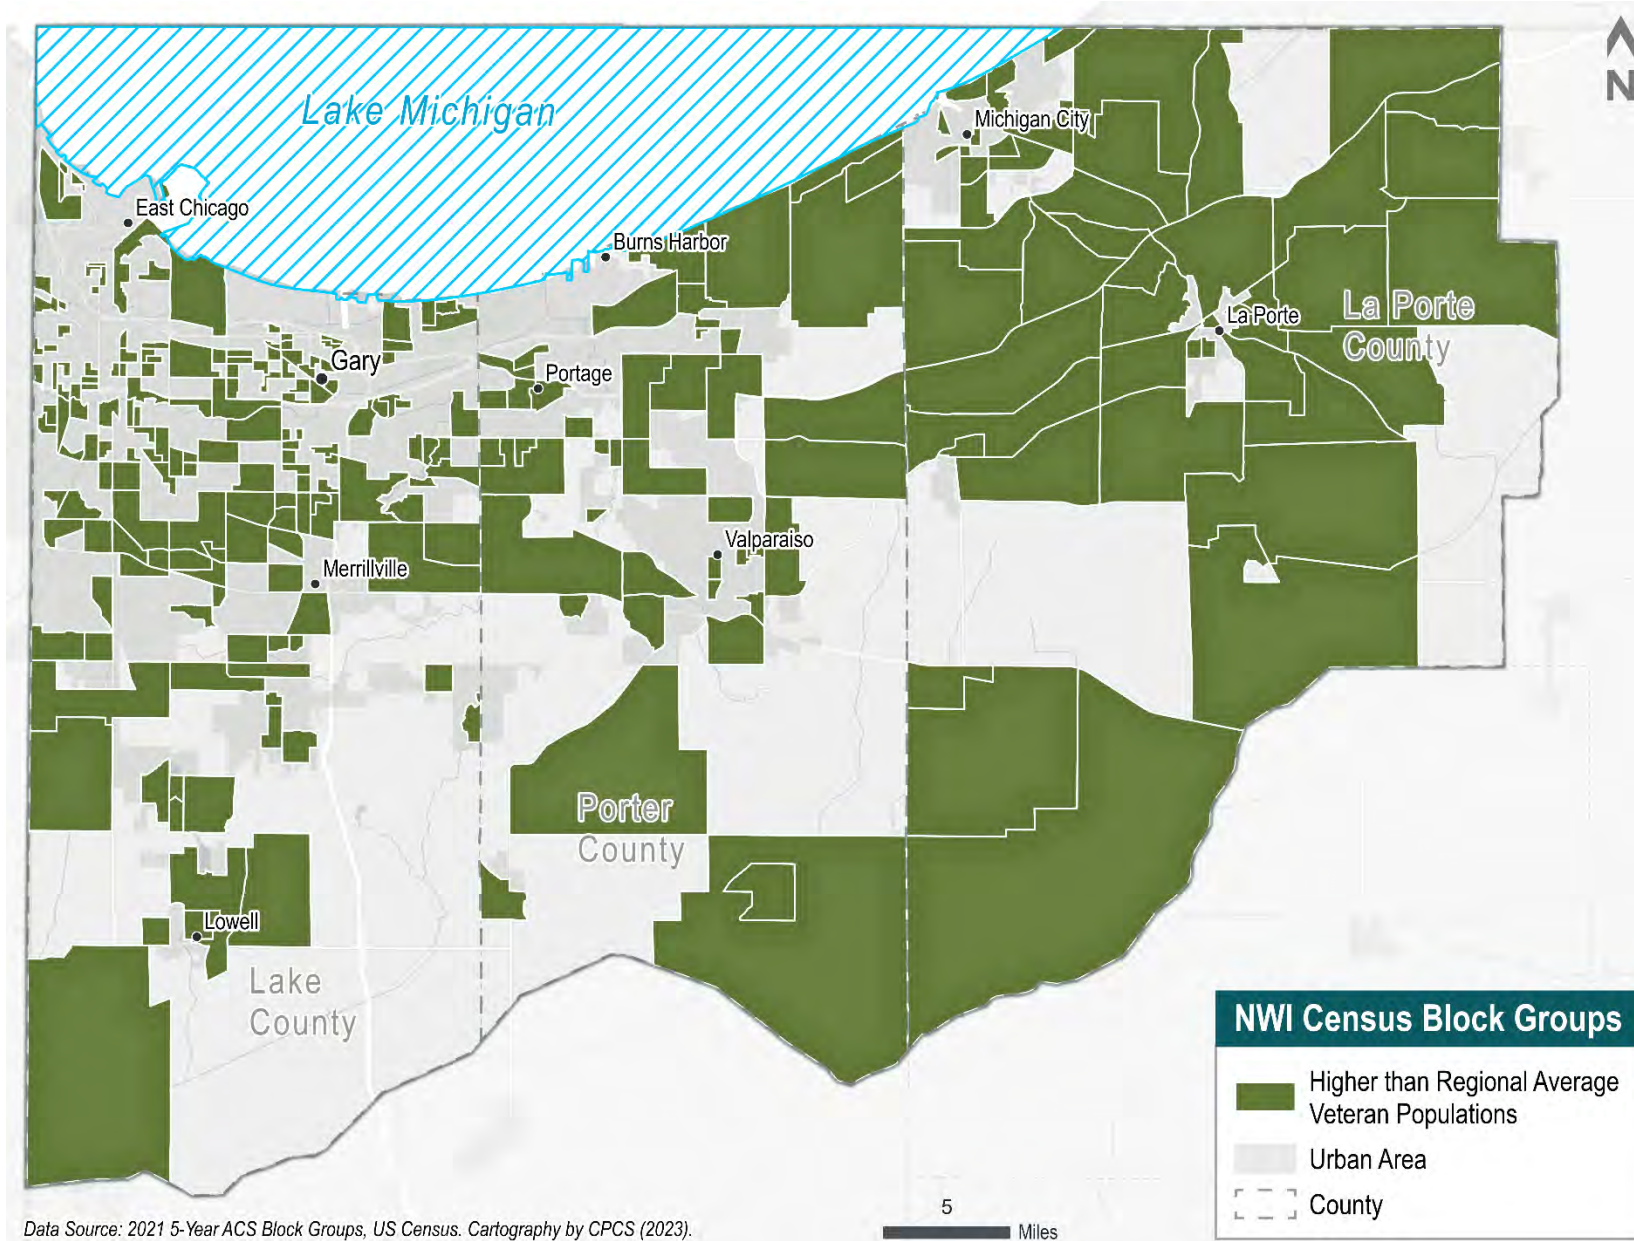 N
Lake Michigan
Michigan City
East Chicago
Burns Harbor
La Porte
La Porte
County
Gary
Portage
Valparaiso
Merrillville
Porter
County
Lowell
Lake
County
NWI Census Block Groups
Higher than Regional Average
Veteran Populations
Urban Area
County
5
Miles
Data Source: 2021 5-Year ACS Block Groups, US Census. Cartography by CPCS (2023).